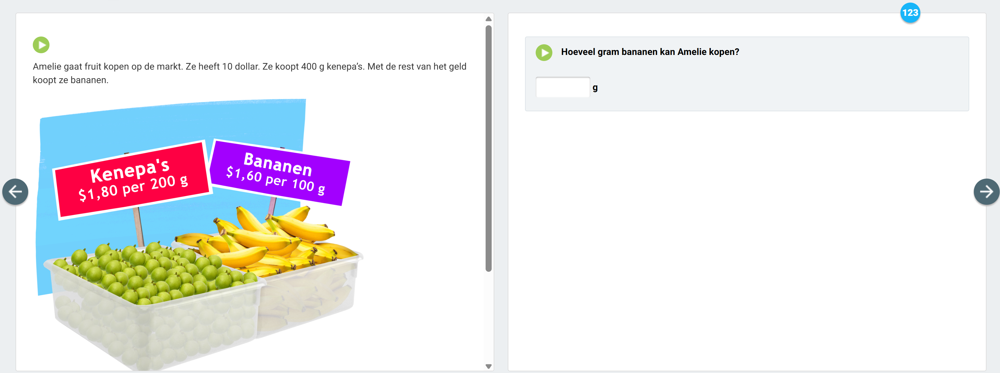 123
Amelie gaat fruit kopen op de markt. Ze heeft 10 dollar. Ze koopt 400 g kenepa’s. Met de rest van het geld
koopt ze bananen.
Kenepa's
$1,80 per 200 g
Bananen
$1,60 per 100 g
Hoeveel gram bananen kan Amelie kopen?
g